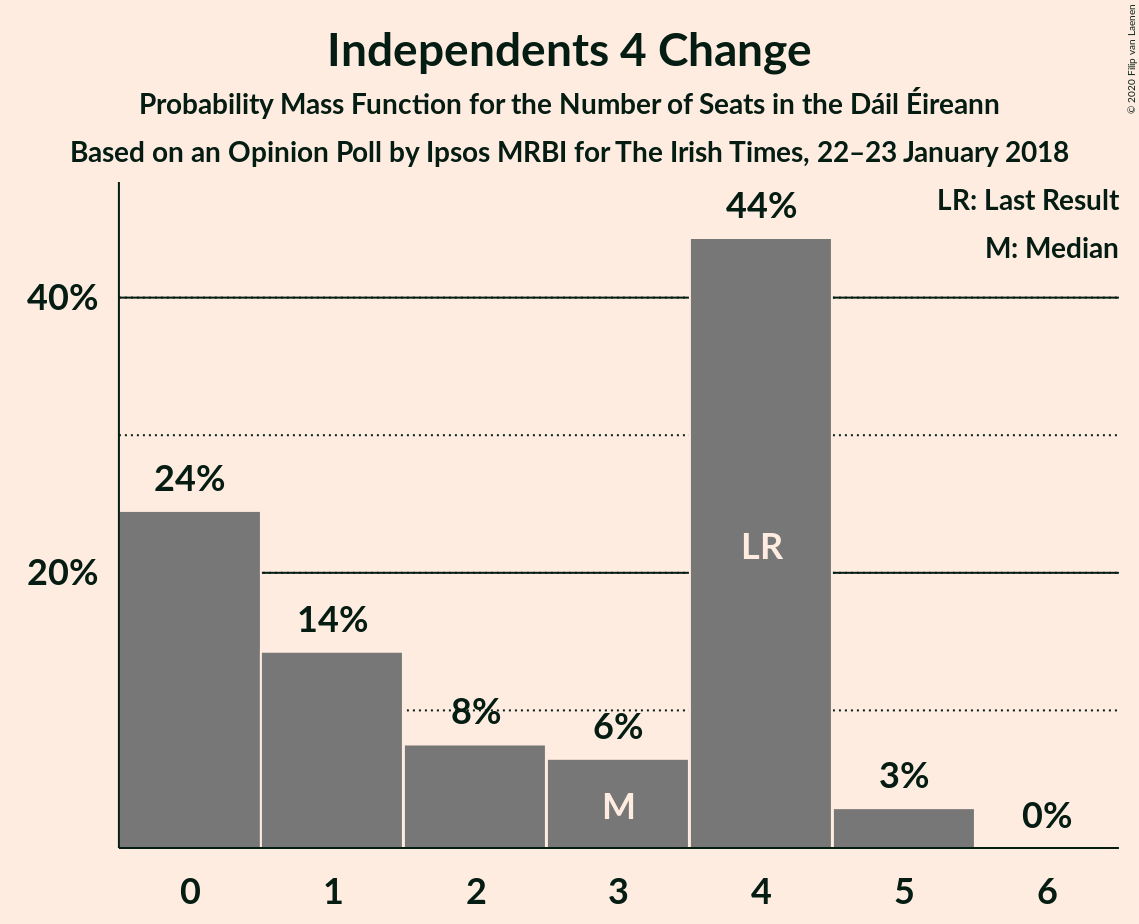 Independents 4 Change
Probability Mass Function for the Number of Seats in the Dáil Éireann
Based on an Opinion Poll by Ipsos MRBI for The Irish Times, 22–23 January 2018
© 2020 Filip van Laenen
LR: Last Result
M: Median
44%
40%
24%
LR
20%
14%
8%
6%
M
3%
0%
0 1 2 3 4 5 6